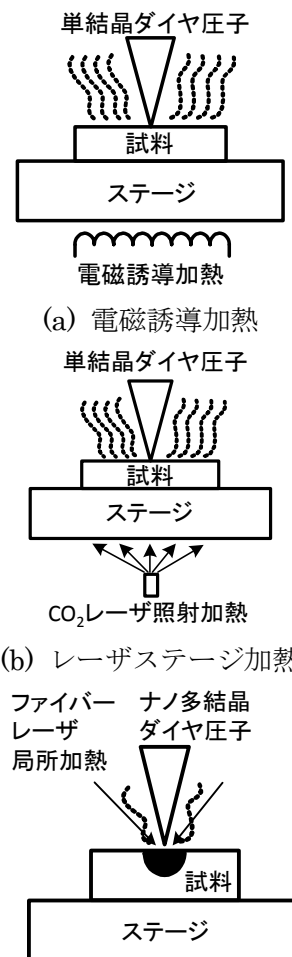 単結晶ダイヤ圧子
試料
ステージ
電磁誘導加熱
(a) 電磁誘導加熱
単結晶ダイヤ圧子
試料
ステージ
CO₂レーザ照射加熱
(b) レーザステージ加熱
ファイバー
レーザ
局所加熱
ナノ多結晶
ダイヤ圧子
試料
ステージ